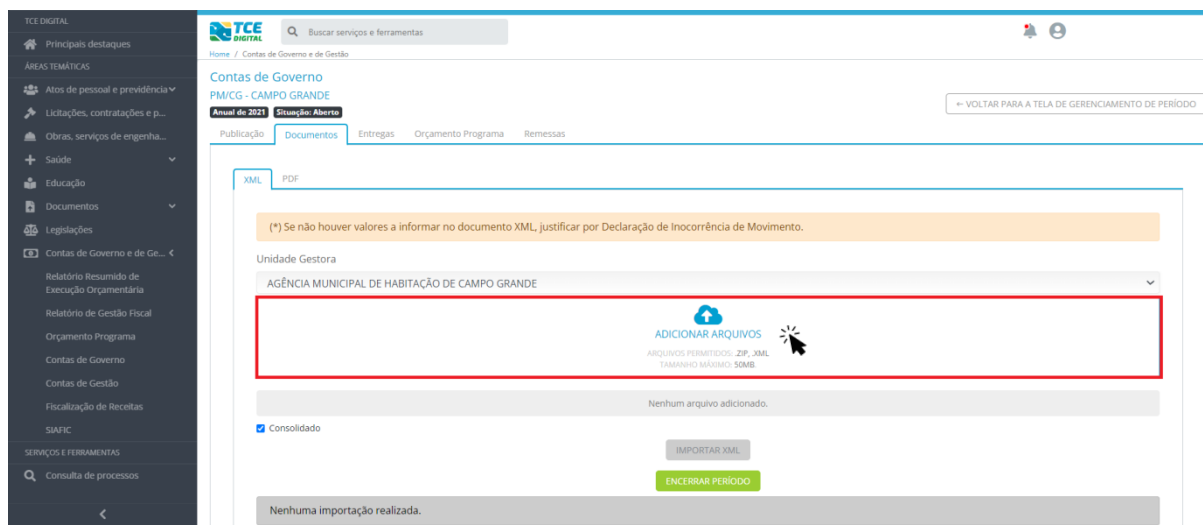 TCE DIGITAL
Principais destaques
ÁREAS TEMÁTICAS
Atos de pessoal e previdência
Licitações, contratações e p...
Obras, serviços de engenha...
Saúde
Educação
Documentos
Legislações
Contas de Governo e de Ge...
Relatório Resumido de
Execução Orçamentária
Relatório de Gestão Fiscal
Orçamento Programa
Contas de Governo
Contas de Gestão
Fiscalização de Receitas
SIAFIC
SERVIÇOS E FERRAMENTAS
Consulta de processos
TCE
DIGITAL
Buscar serviços e ferramentas
Home / Contas de Governo e de Gestão
Contas de Governo
PM/CG - CAMPO GRANDE
Anual de 2021 Situação: Aberto
← VOLTAR PARA A TELA DE GERENCIAMENTO DE PERÍODO
Publicação Documentos Entregas Orçamento Programa Remessas
XML PDF
(*) Se não houver valores a informar no documento XML, justificar por Declaração de Inocorrência de Movimento.
Unidade Gestora
AGÊNCIA MUNICIPAL DE HABITAÇÃO DE CAMPO GRANDE
ADICIONAR ARQUIVOS
ARQUIVOS PERMITIDOS: .ZIP, .XML
TAMANHO MÁXIMO: 50MB
Nenhum arquivo adicionado.
Consolidado
IMPORTAR XML
ENCERRAR PERÍODO
Nenhuma importação realizada.